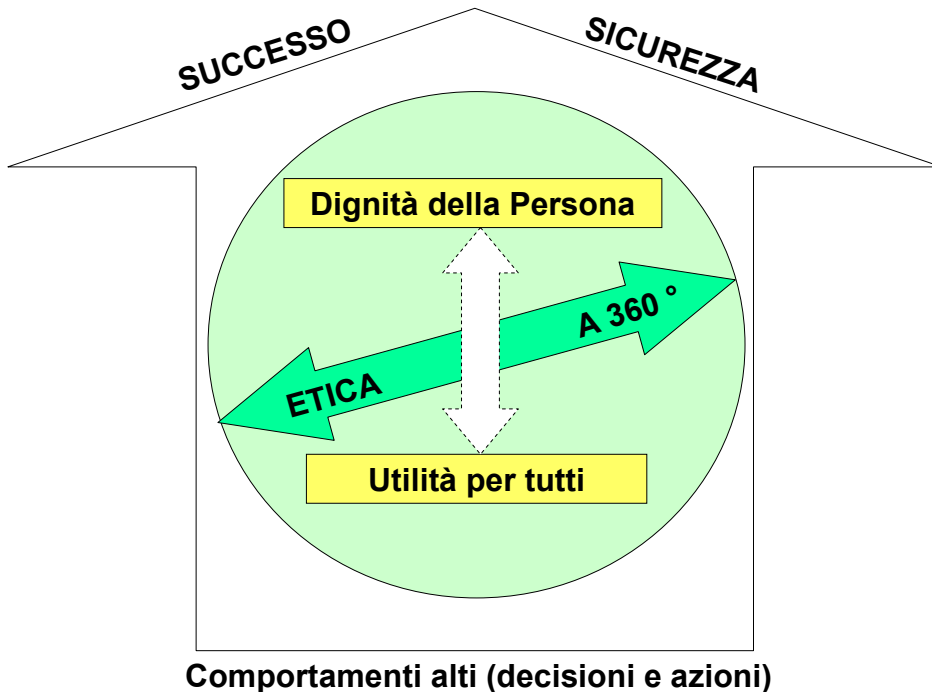 SUCCESSO
SICUREZZA
Dignità della Persona
A 360 °
ETICA
Utilità per tutti
Comportamenti alti (decisioni e azioni)